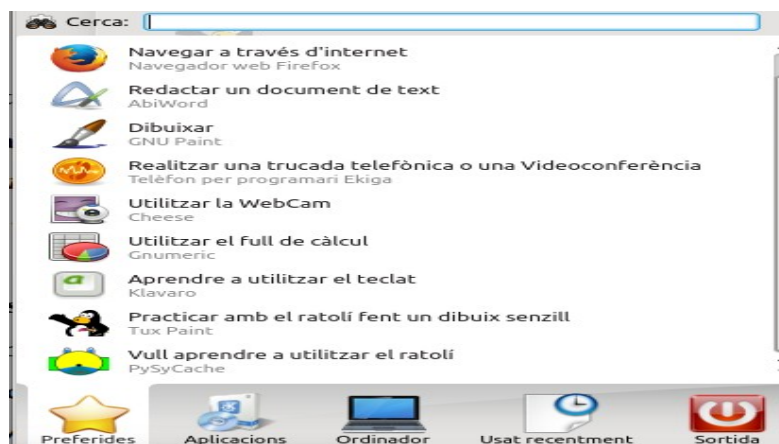 Cerca:
Navegar a través d'internet
Navegador web Firefox
Redactar un document de text
AbiWord
Dibuixar
GNU Paint
Realitzar una trucada telefònica o una Videoconferència
Telèfon per programari Ekiga
Utilitzar la WebCam
Cheese
Utilitzar el full de càlcul
Gnumeric
Aprendre a utilitzar el teclat
Klavaro
Practicar amb el ratolí fent un dibuix senzill
Tux Paint
Vull aprendre a utilitzar el ratolí
PySyCache
Preferides Aplicacions Ordinador Usat recentment Sortida